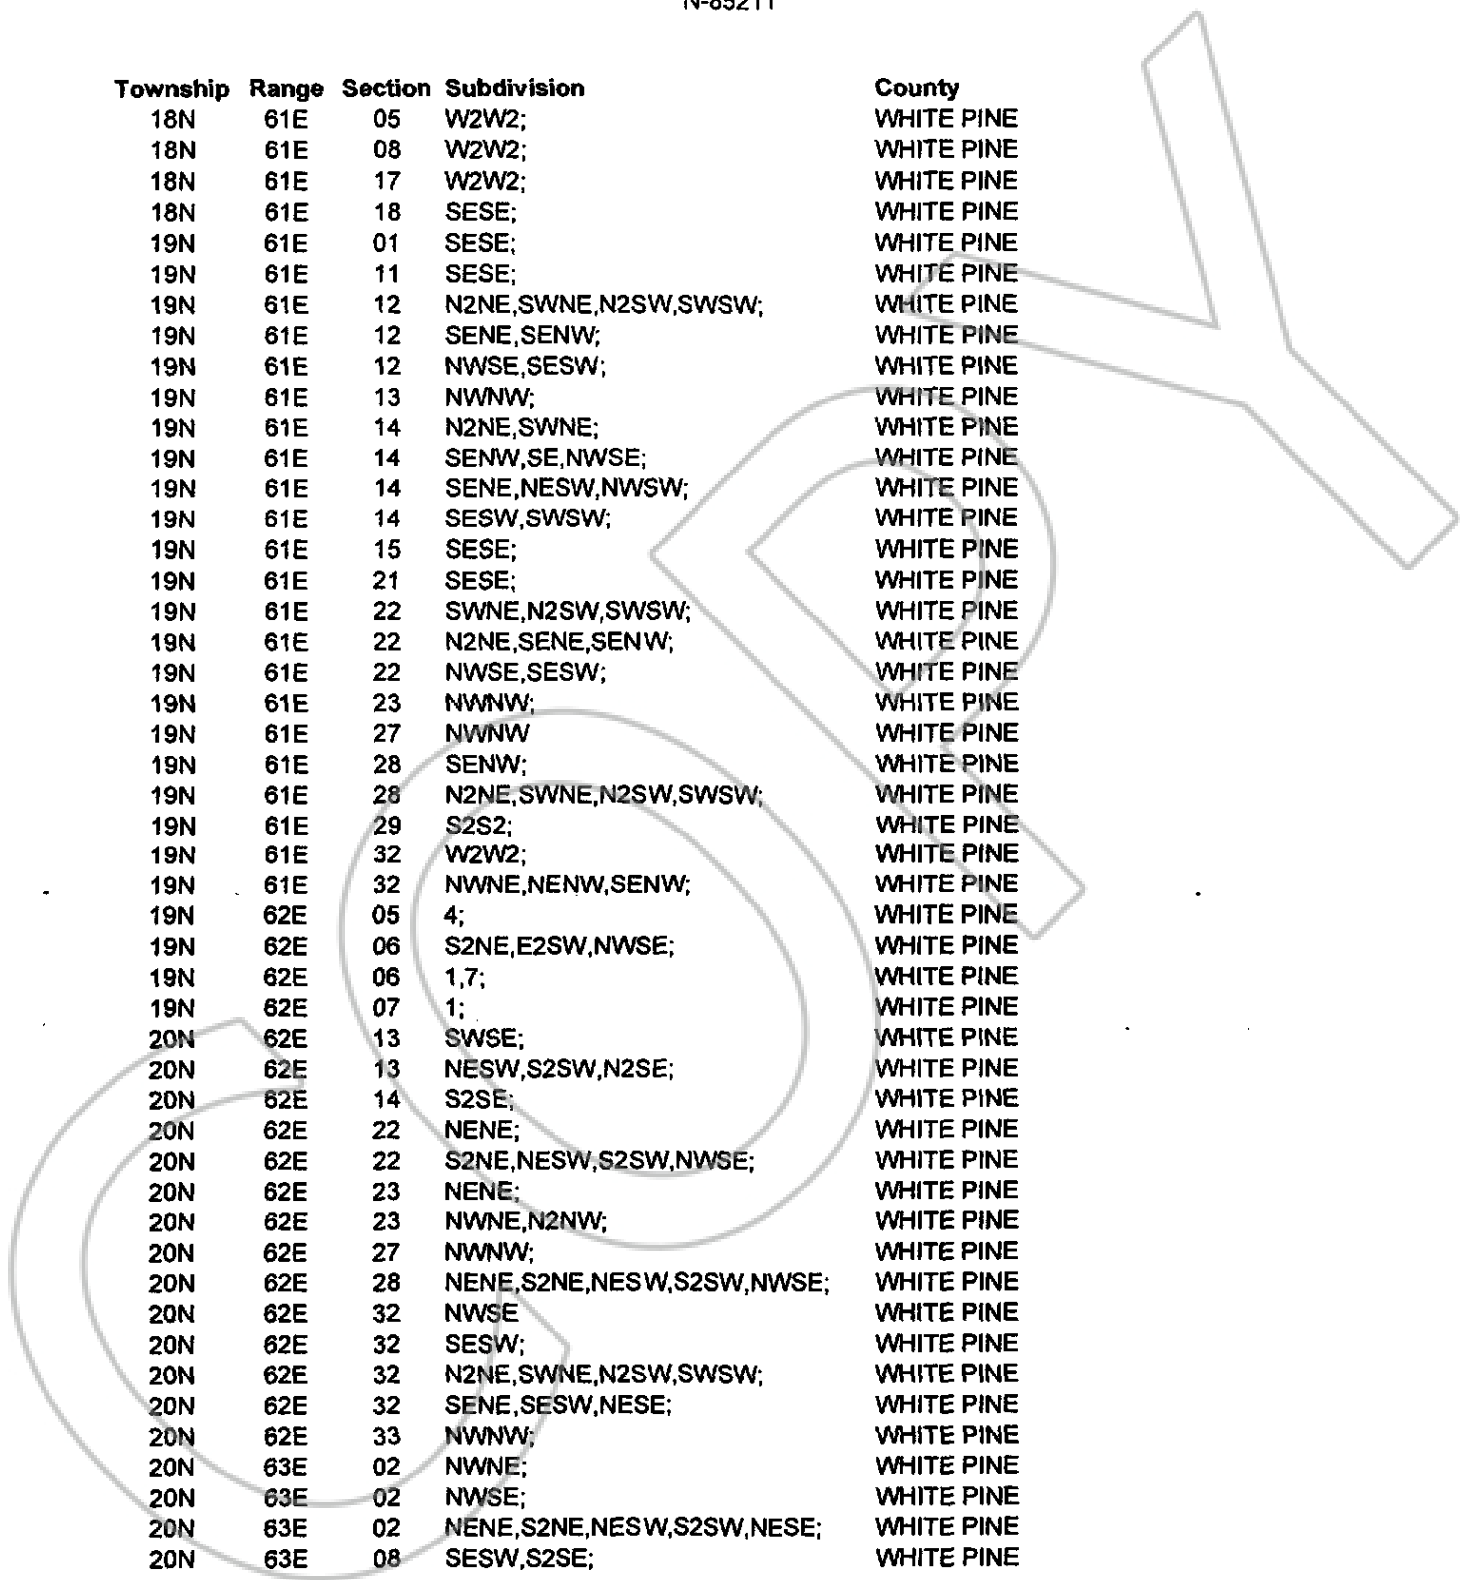 N-85211
Township Range Section Subdivision County
18N 61E 05 W2W2; WHITE PINE
18N 61E 08 W2W2; WHITE PINE
18N 61E 17 W2W2; WHITE PINE
18N 61E 18 SESE; WHITE PINE
19N 61E 01 SESE; WHITE PINE
19N 61E 11 SESE; WHITE PINE
19N 61E 12 N2NE,SWNE,N2SW,SWSW; WHITE PINE
19N 61E 12 SENE,SENW; WHITE PINE
19N 61E 12 NWSE,SESW; WHITE PINE
19N 61E 13 NWNW; WHITE PINE
19N 61E 14 N2NE,SWNE; WHITE PINE
19N 61E 14 SENW,SE,NWSE; WHITE PINE
19N 61E 14 SENE,NESW,NWSW; WHITE PINE
19N 61E 14 SESW,SWSW; WHITE PINE
19N 61E 15 SESE; WHITE PINE
19N 61E 21 SESE; WHITE PINE
19N 61E 22 SWNE,N2SW,SWSW; WHITE PINE
19N 61E 22 N2NE,SENE,SENW; WHITE PINE
19N 61E 22 NWSE,SESW; WHITE PINE
19N 61E 23 NWNW; WHITE PINE
19N 61E 27 NWNW WHITE PINE
19N 61E 28 SENW; WHITE PINE
19N 61E 28 N2NE,SWNE,N2SW,SWSW; WHITE PINE
19N 61E 29 S2S2; WHITE PINE
19N 61E 32 W2W2; WHITE PINE
19N 61E 32 NWNE,NENW,SENW; WHITE PINE
19N 62E 05 4; WHITE PINE
19N 62E 06 S2NE,E2SW,NWSE; WHITE PINE
19N 62E 06 1,7; WHITE PINE
19N 62E 07 1; WHITE PINE
20N 62E 13 SWSE; WHITE PINE
20N 62E 13 NESW,S2SW,N2SE; WHITE PINE
20N 62E 14 S2SE; WHITE PINE
20N 62E 22 NENE; WHITE PINE
20N 62E 22 S2NE,NESW,S2SW,NWSE; WHITE PINE
20N 62E 23 NENE; WHITE PINE
20N 62E 23 NWNE,N2NW; WHITE PINE
20N 62E 27 NWNW; WHITE PINE
20N 62E 28 NENE,S2NE,NESW,S2SW,NWSE; WHITE PINE
20N 62E 32 NWSE WHITE PINE
20N 62E 32 SESW; WHITE PINE
20N 62E 32 N2NE,SWNE,N2SW,SWSW; WHITE PINE
20N 62E 32 SENE,SESW,NESE; WHITE PINE
20N 62E 33 NWNW; WHITE PINE
20N 63E 02 NWNE; WHITE PINE
20N 63E 02 NWSE; WHITE PINE
20N 63E 02 NENE,S2NE,NESW,S2SW,NESE; WHITE PINE
20N 63E 08 SESW,S2SE; WHITE PINE
COPY